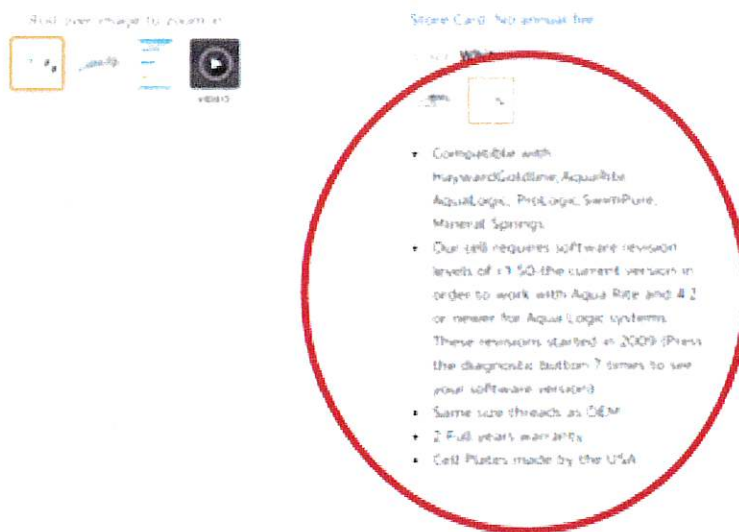 Roll over image to zoom in
Store Card. No annual fee
White
VIDEO
Compatible with
HaywardGoldline, AquaRite
AquaLogic, ProLogic, SwimPure,
Mineral Springs
Our cell requires software revision
levels of r1.50-the current version in
order to work with Aqua Rite and 4.2
or newer for Aqua Logic systems
These revisions started in 2009 (Press
the diagnostic button 7 times to see
your software version)
Same size threads as OEM
2 Full years warranty
Cell Plates made by the USA